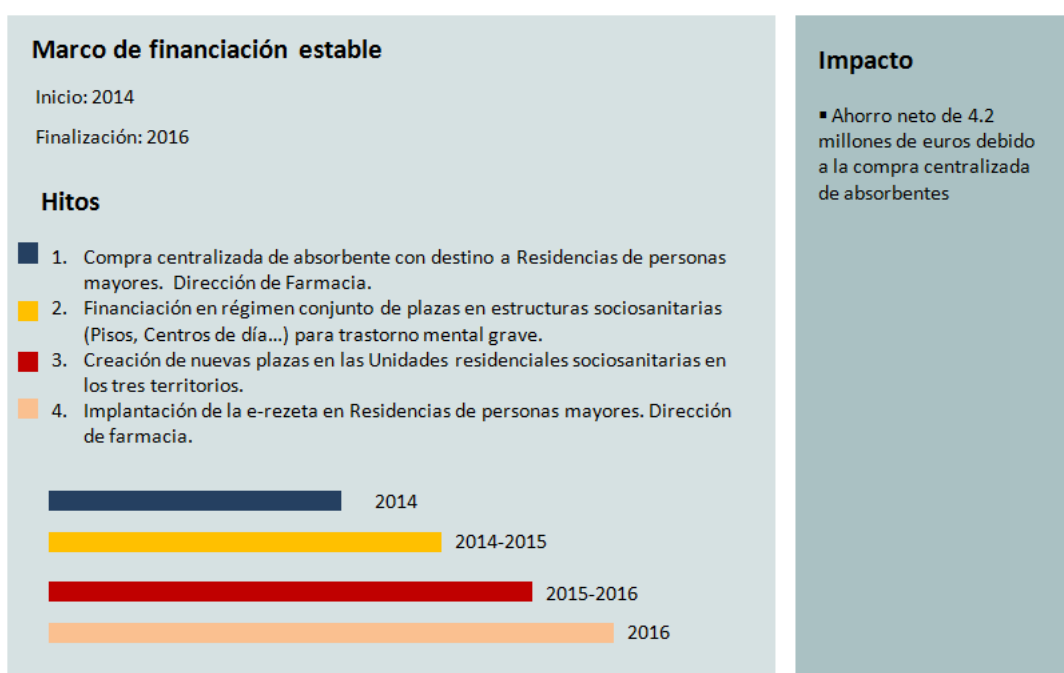 Marco de financiación estable
Inicio: 2014
Finalización: 2016
Hitos
1. Compra centralizada de absorbente con destino a Residencias de personas
mayores. Dirección de Farmacia.
2. Financiación en régimen conjunto de plazas en estructuras sociosanitarias
(Pisos, Centros de día...) para trastorno mental grave.
3. Creación de nuevas plazas en las Unidades residenciales sociosanitarias en
los tres territorios.
4. Implantación de la e-rezeta en Residencias de personas mayores. Dirección
de farmacia.
2014
2014-2015
2015-2016
2016
Impacto
▪ Ahorro neto de 4.2
millones de euros debido
a la compra centralizada
de absorbentes